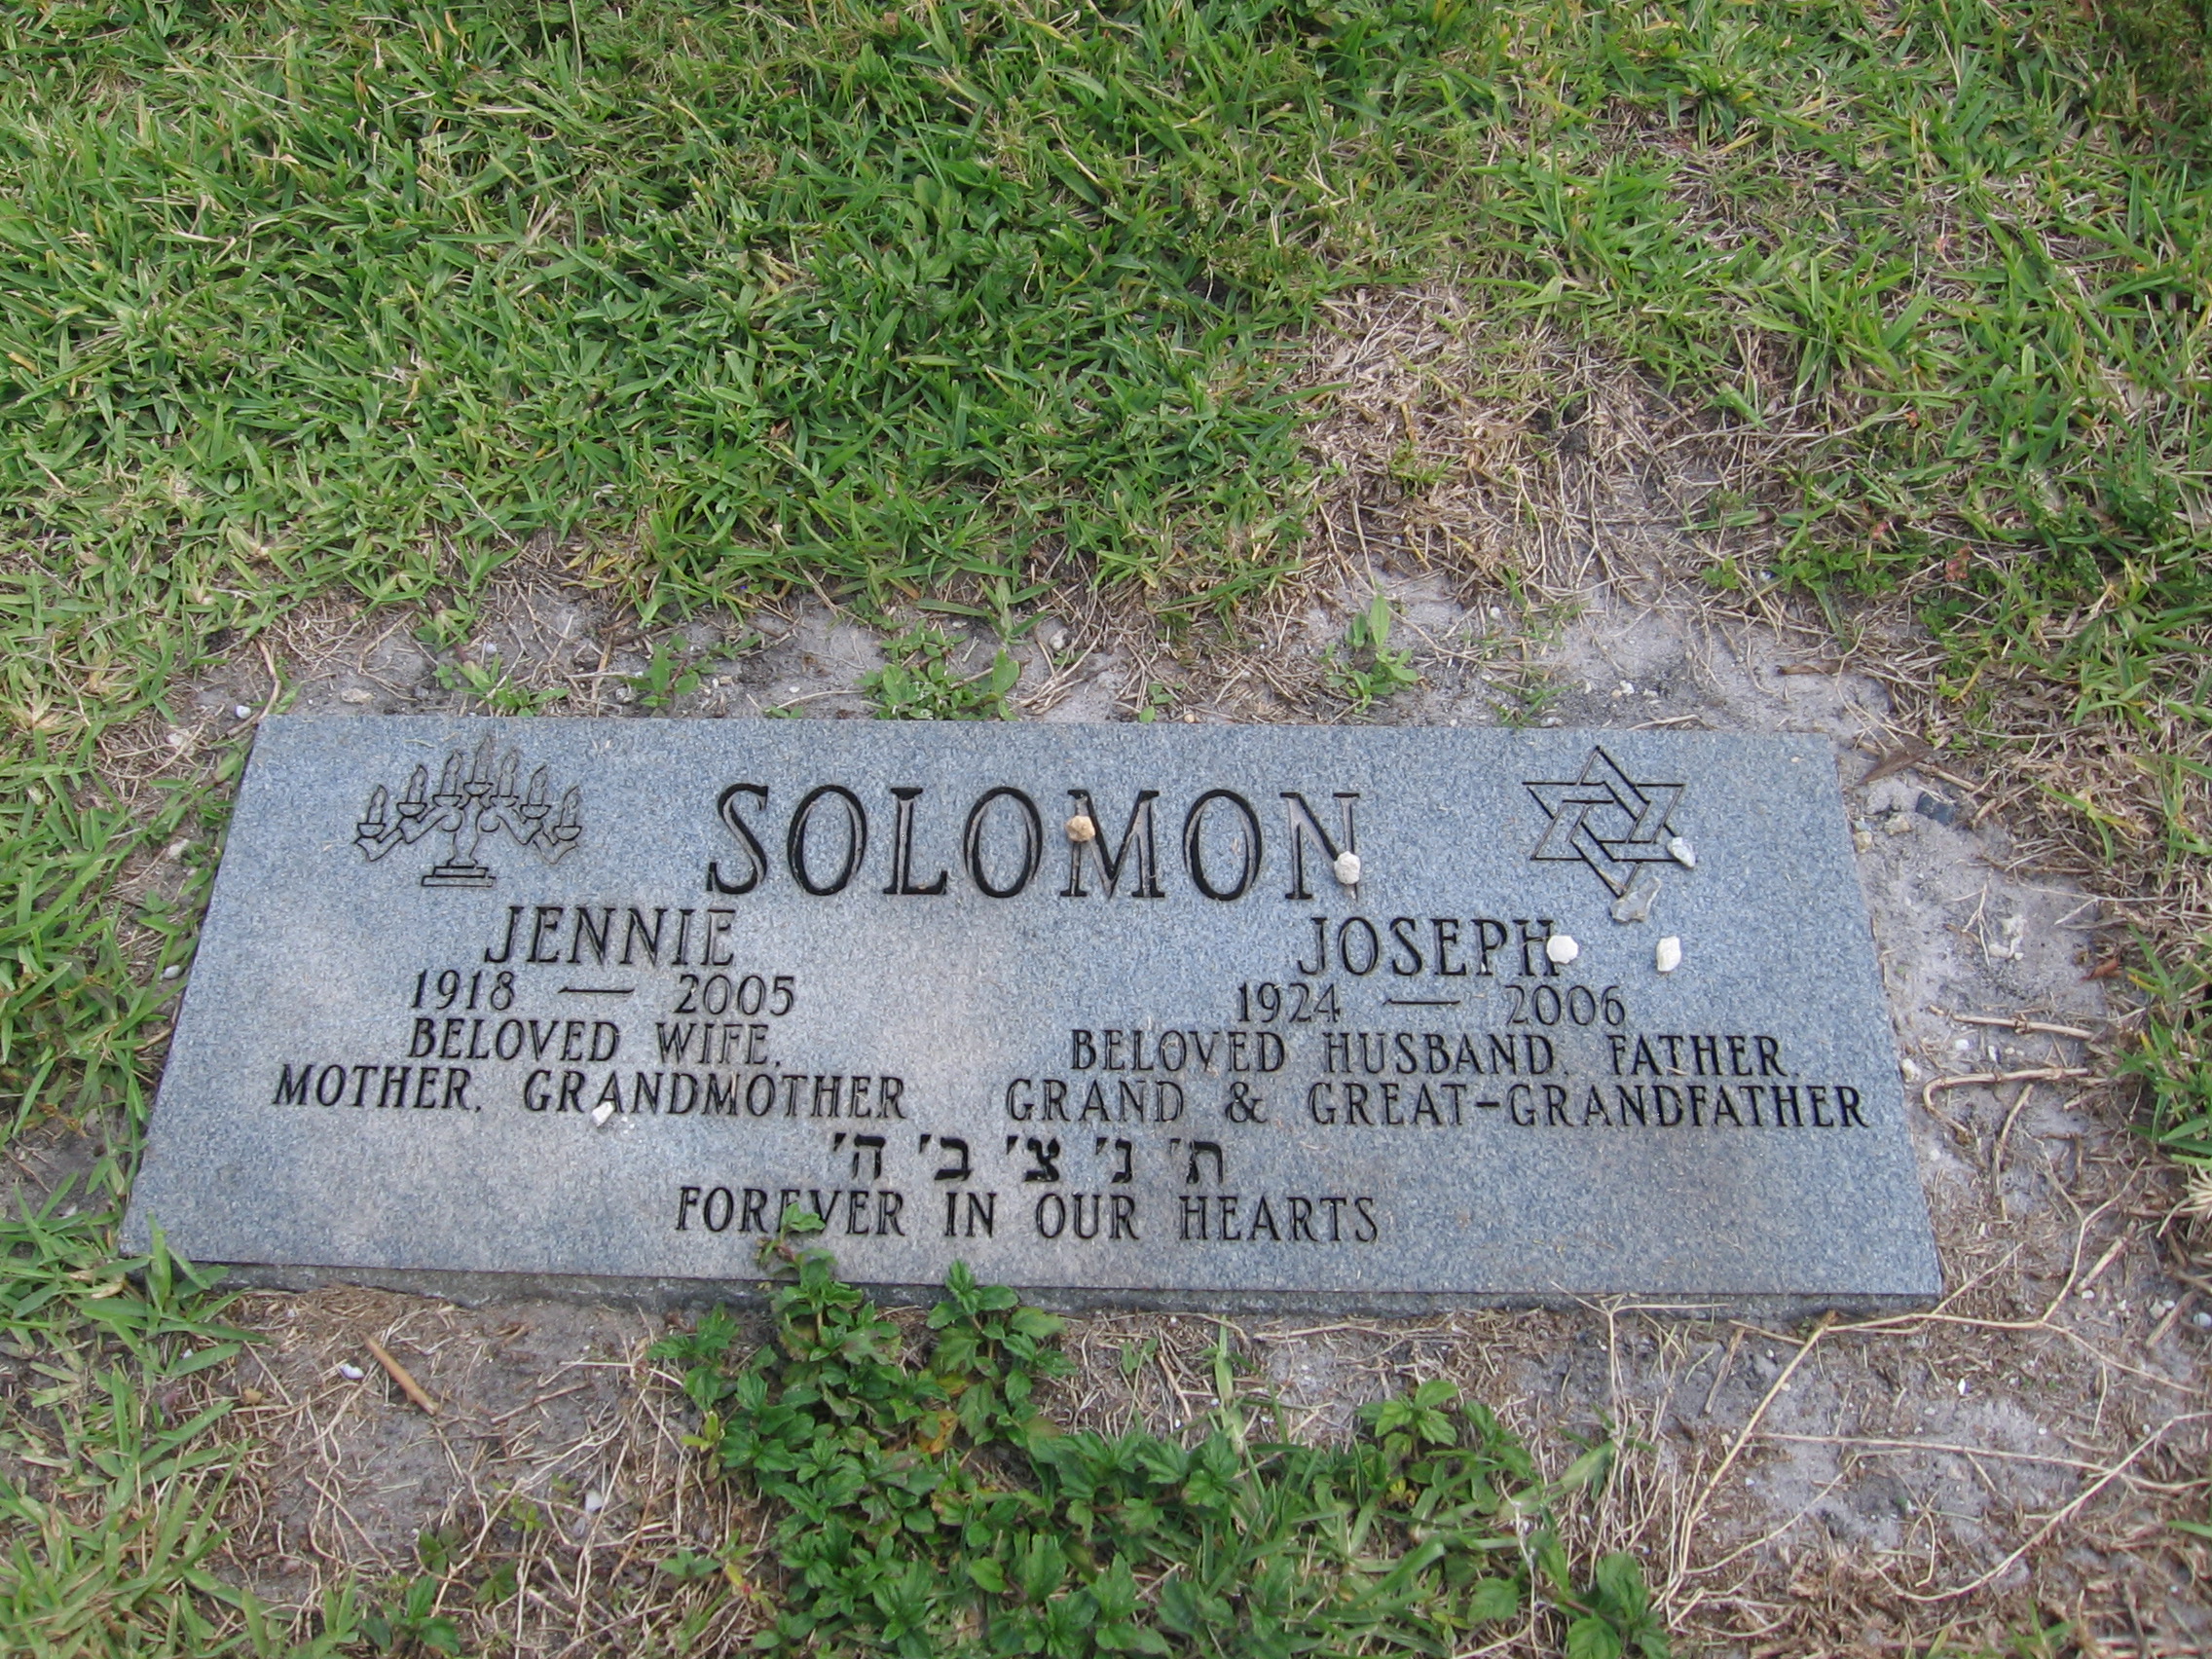 SOLOMON
JENNIE
1918 — 2005
BELOVED WIFE,
MOTHER, GRANDMOTHER
JOSEPH
1924 — 2006
BELOVED HUSBAND, FATHER,
GRAND & GREAT-GRANDFATHER
ת' נ' צ' ב' ה'
FOREVER IN OUR HEARTS